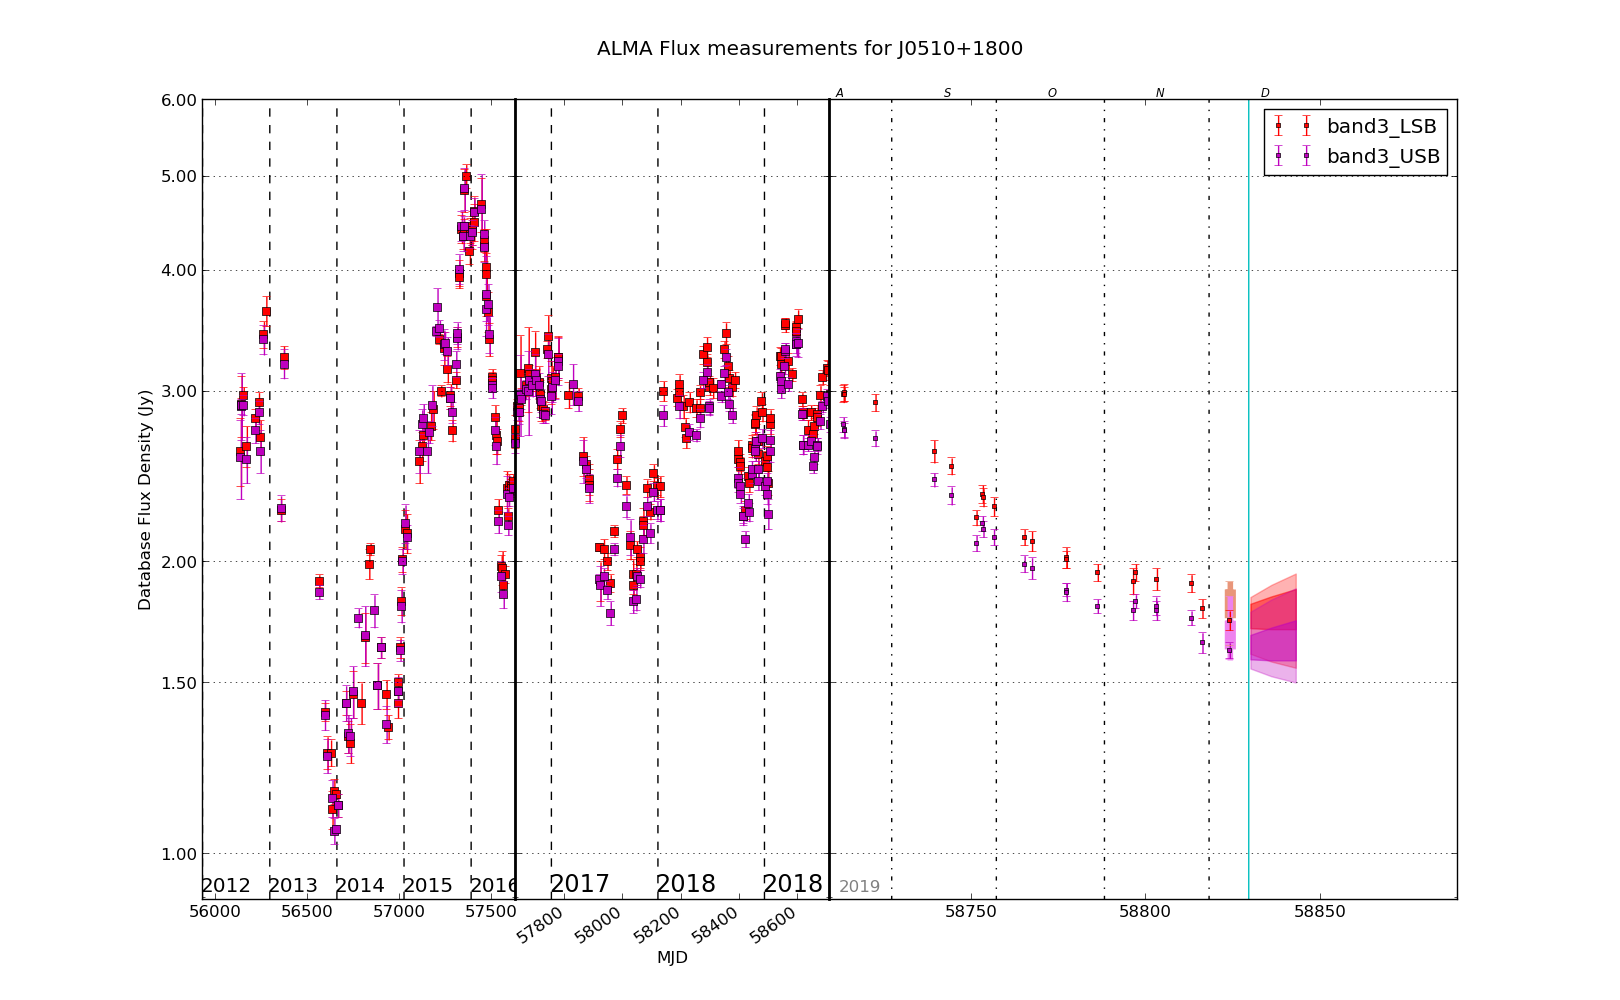 ALMA Flux measurements for J0510+1800
A S O N D
band3_LSB
band3_USB
6.00
5.00
4.00
3.00
2.00
1.50
1.00
Database Flux Density (Jy)
2012 2013 2014 2015 2016 2017 2018 2018 2019
56000 56500 57000 57500 57800 58000 58200 58400 58600 58750 58800 58850
MJD